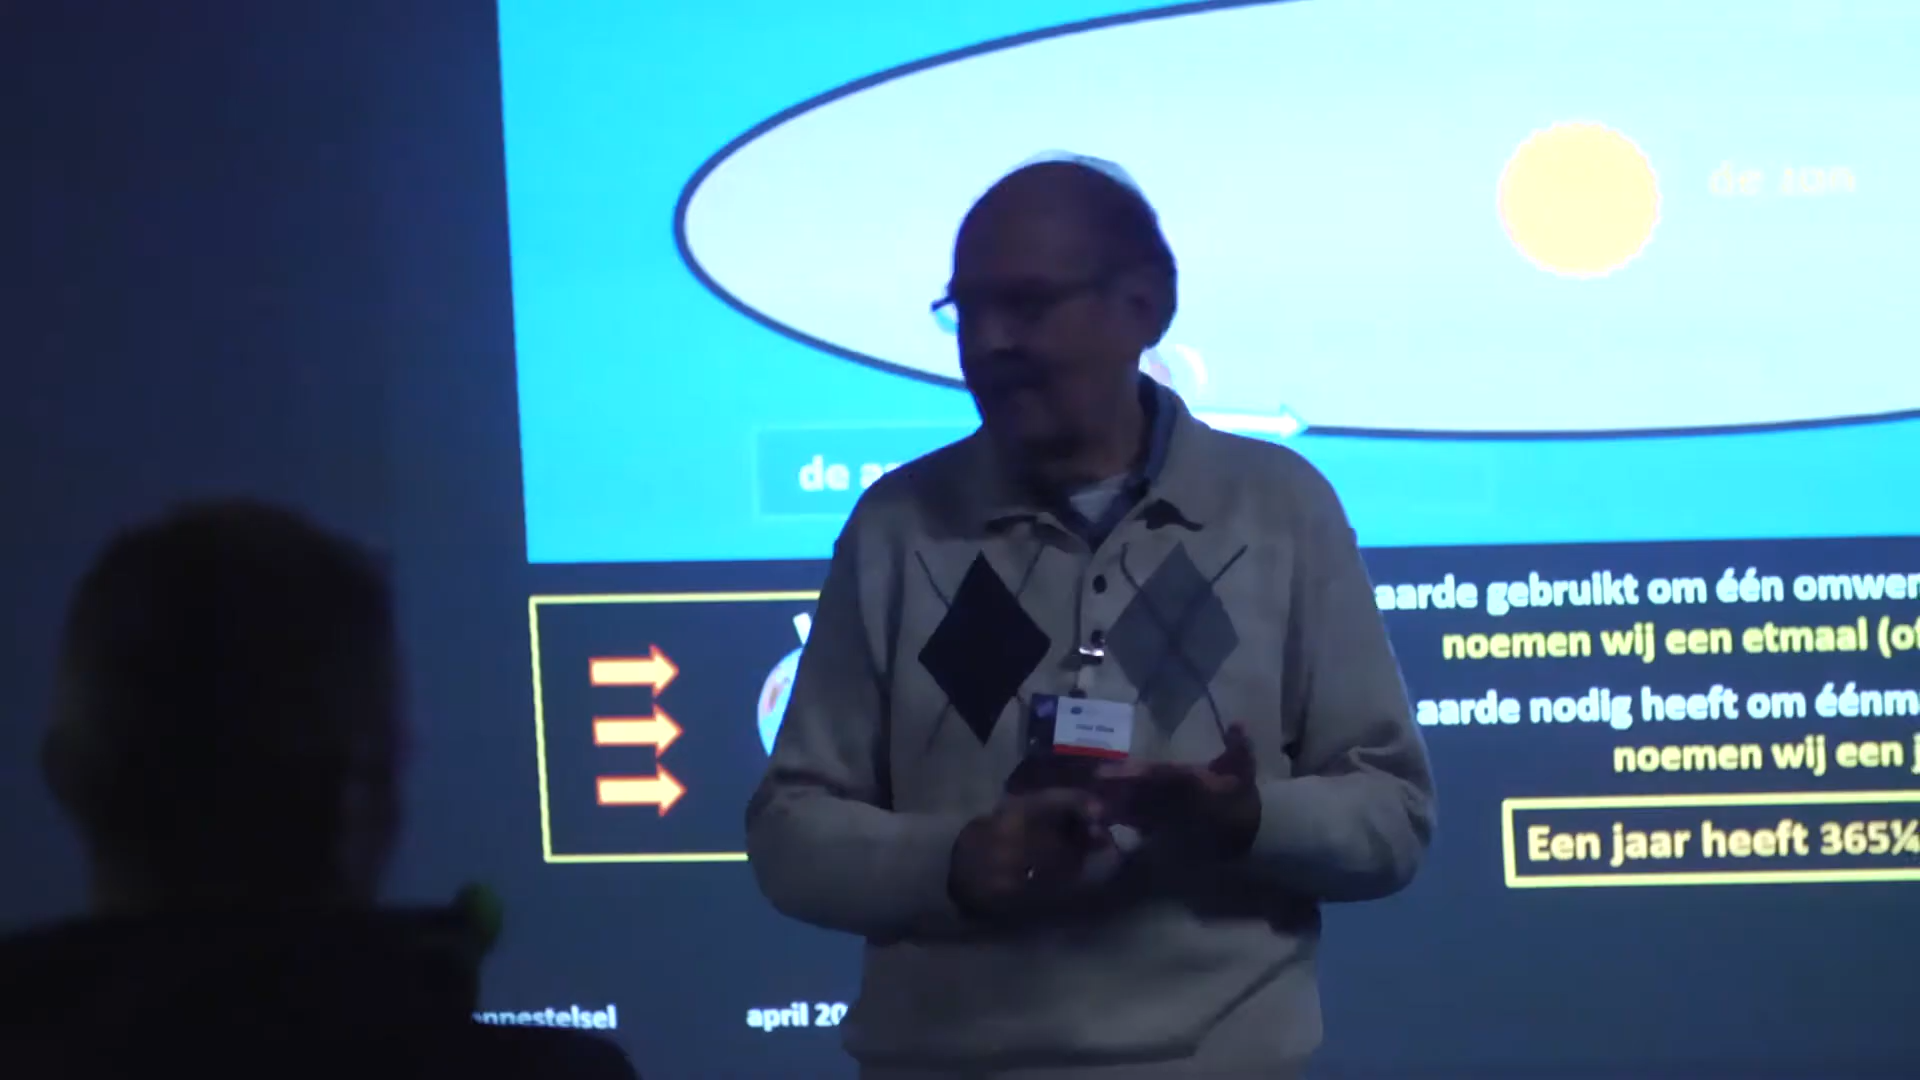 de zon
de
aarde gebruikt om één omwen
noemen wij een etmaal (of
aarde nodig heeft om éénm
noemen wij een j
Een jaar heeft 365¼
nnestelsel
april 20